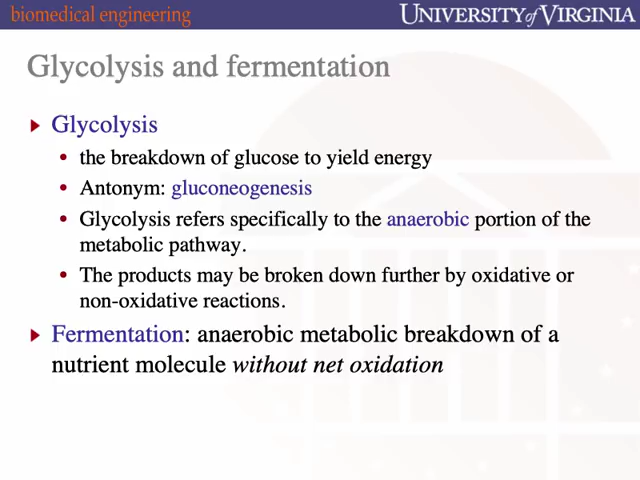 biomedical engineering
UNIVERSITY of VIRGINIA
Glycolysis and fermentation
Glycolysis
• the breakdown of glucose to yield energy
• Antonym: gluconeogenesis
• Glycolysis refers specifically to the anaerobic portion of the
metabolic pathway.
• The products may be broken down further by oxidative or
non-oxidative reactions.
Fermentation: anaerobic metabolic breakdown of a
nutrient molecule without net oxidation